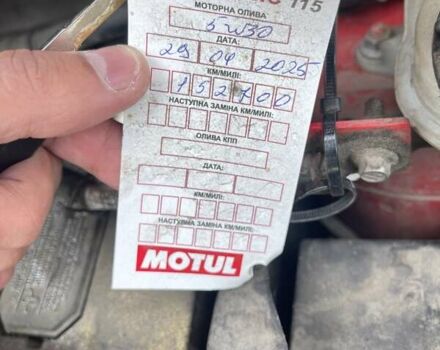 115
МОТОРНА ОЛИВА
5W30
ДАТА:
29 04 2025
КМ/МИЛІ:
152700
НАСТУПНА ЗАМІНА КМ/МИЛІ:
ОЛИВА КПП
ДАТА:
КМ/МИЛІ:
НАСТУПНА ЗАМІНА КМ/МИЛІ:
MOTUL